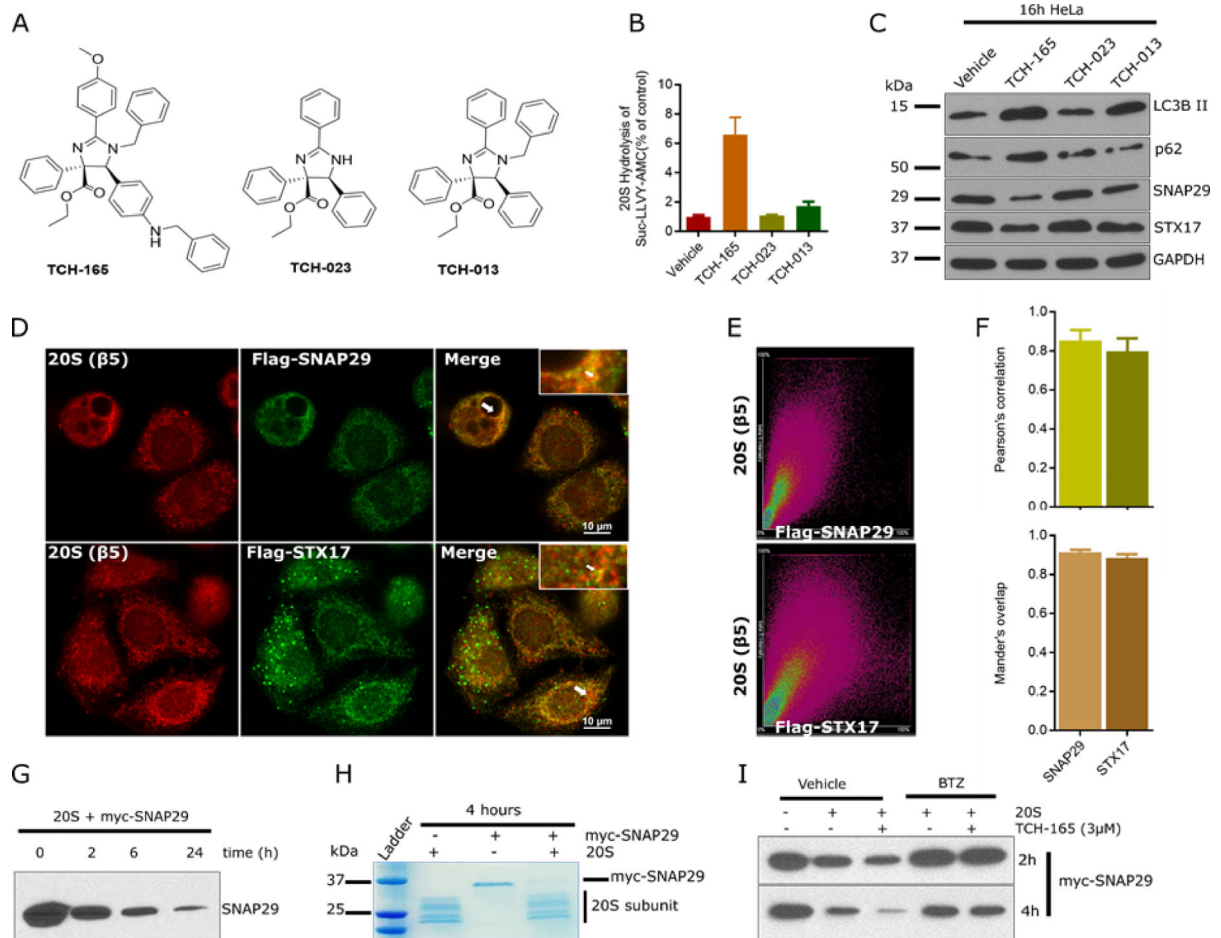 A
O
N
N
O
O
NH
TCH-165
N
NH
O
O
TCH-023
N
N
O
O
TCH-013
B
20S Hydrolysis of
Suc-LLVY-AMC(% of control)
10
8
6
4
2
0
Vehicle
TCH-165
TCH-023
TCH-013
C
16h HeLa
Vehicle
TCH-165
TCH-023
TCH-013
kDa
15
LC3B II
50
p62
29
SNAP29
37
STX17
37
GAPDH
D
20S (β5)
Flag-SNAP29
Merge
10 µm
20S (β5)
Flag-STX17
Merge
10 µm
E
100%
20S (β5)
Flag-SNAP29
100%
100%
20S (β5)
Flag-STX17
100%
F
Pearson's correlation
1.0
0.8
0.6
0.4
0.2
0.0
Mander's overlap
1.0
0.8
0.6
0.4
0.2
0.0
SNAP29
STX17
G
20S + myc-SNAP29
0 2 6 24 time (h)
SNAP29
H
4 hours
Ladder
- + + myc-SNAP29
+ - + 20S
kDa
37
25
myc-SNAP29
20S subunit
I
Vehicle BTZ
- + + + + 20S
- - + - + TCH-165 (3µM)
2h
4h
myc-SNAP29